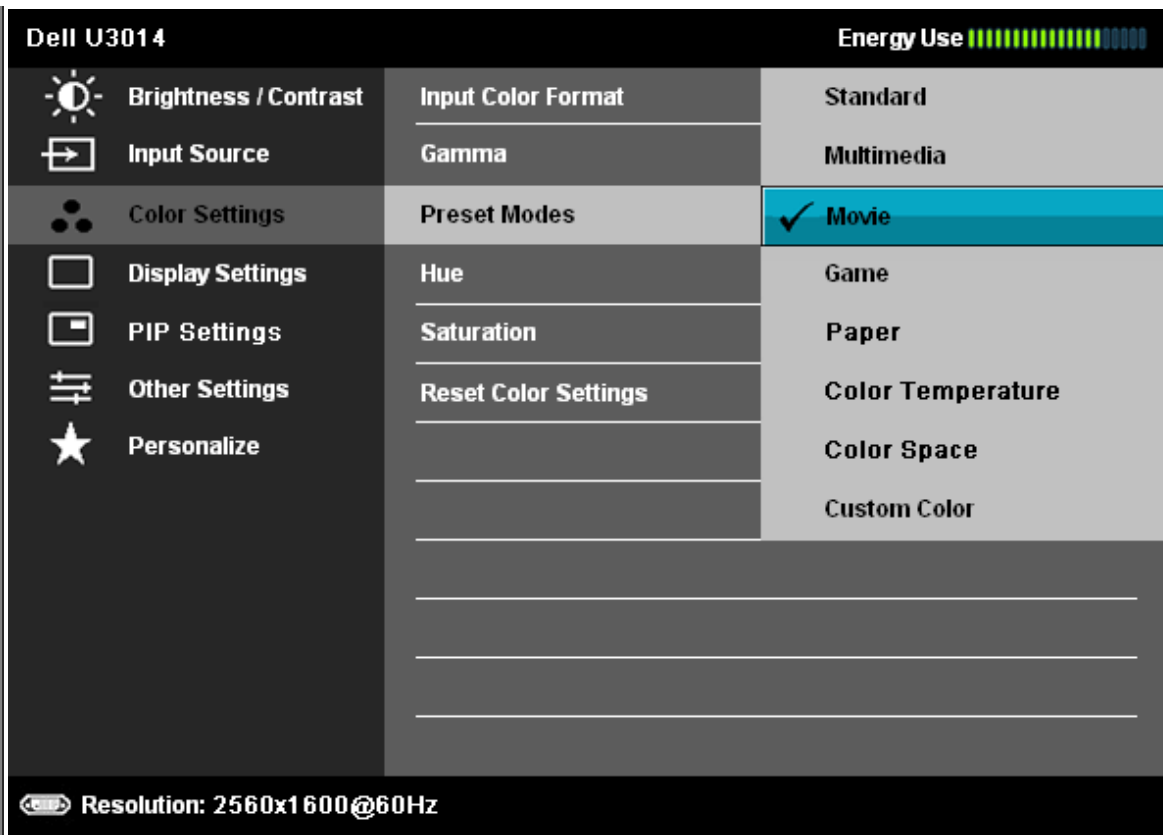 Dell U3014
Energy Use
Brightness / Contrast
Input Source
Color Settings
Display Settings
PIP Settings
Other Settings
Personalize
Input Color Format
Gamma
Preset Modes
Hue
Saturation
Reset Color Settings
Standard
Multimedia
Movie
Game
Paper
Color Temperature
Color Space
Custom Color
Resolution: 2560x1600@60Hz